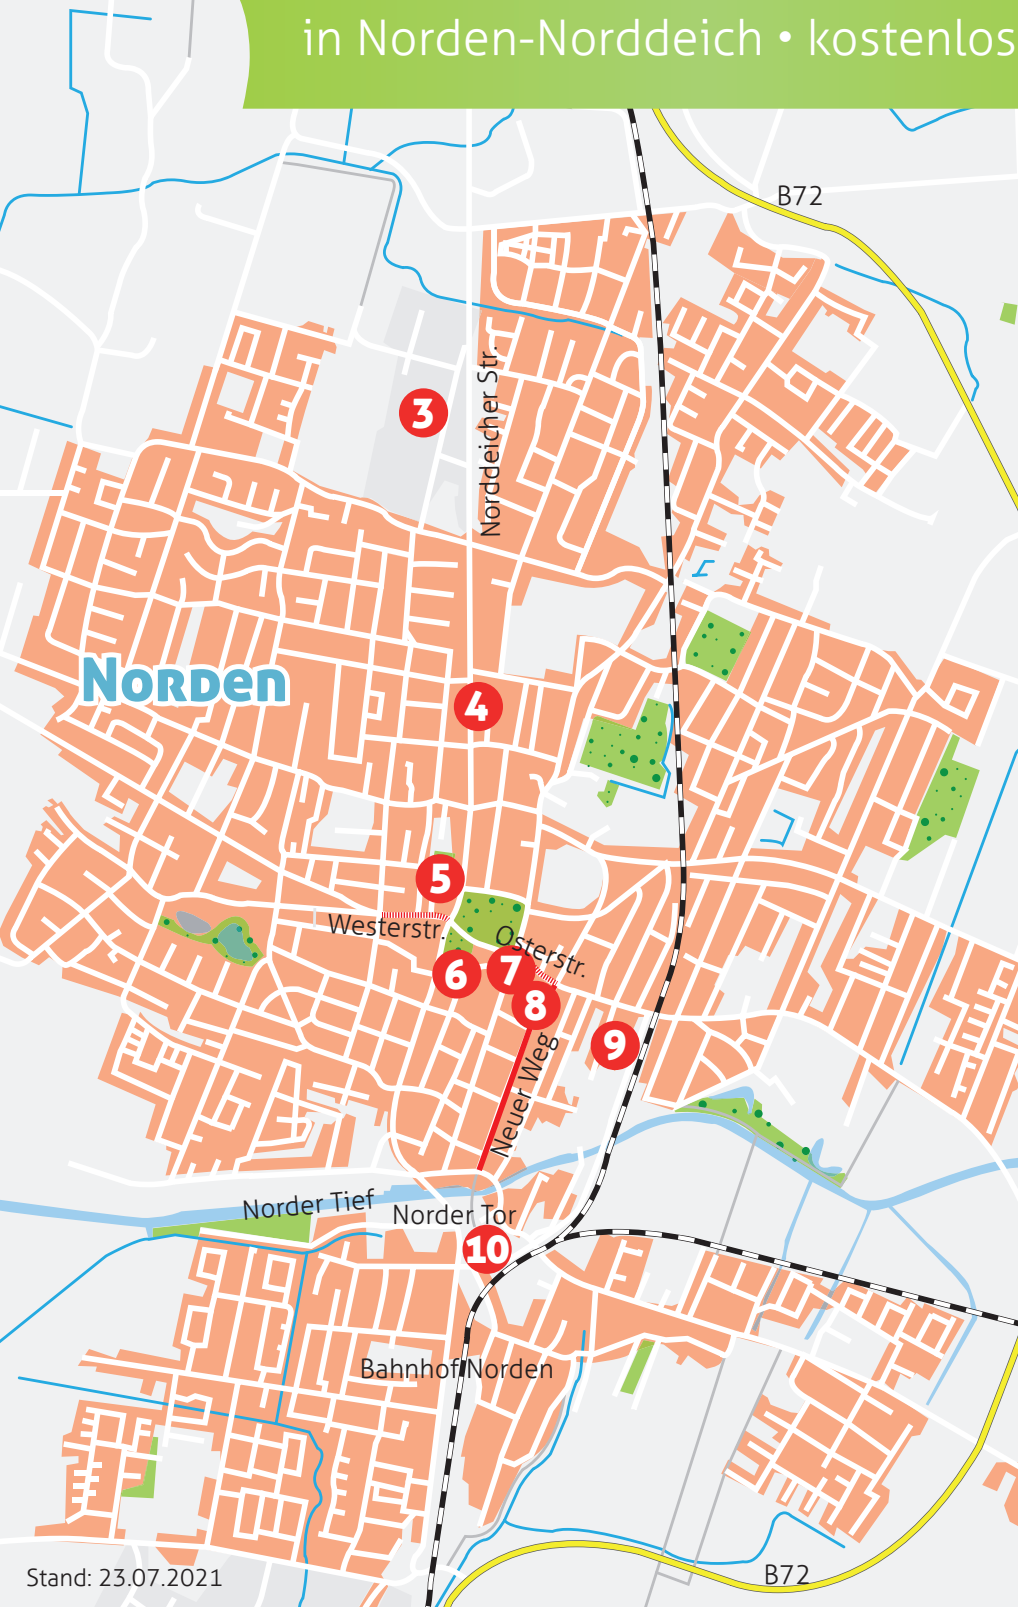 in Norden-Norddeich • kostenlos
B72
3
Norddeicher Str.
NoRDen
4
5
Westerstr.
Osterstr.
6
7
8
9
Neuer Weg
Norder Tief
Norder Tor
10
Bahnhof Norden
B72
Stand: 23.07.2021